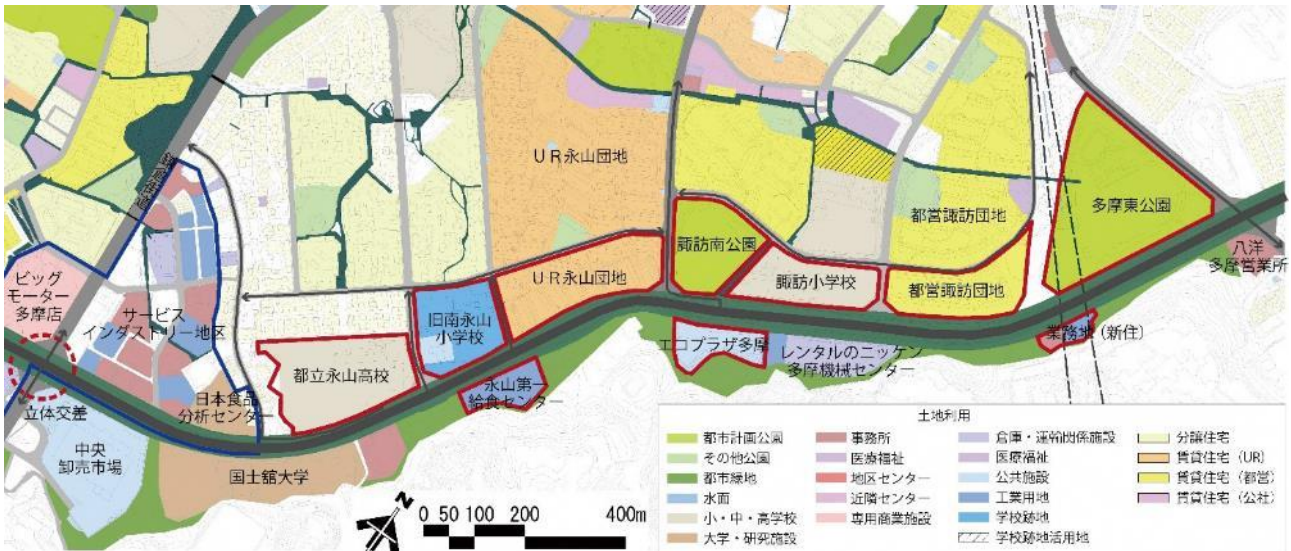 UR永山団地
都営諏訪団地
多摩東公園
八洋
多摩営業所
諏訪南公園
諏訪小学校
都営諏訪団地
UR永山団地
旧南永山
小学校
都立永山高校
永山第一
給食センター
エコプラザ多摩
レンタルのニッケン
多摩機械センター
業務地(新住)
ビッグ
モーター
多摩店
サービス
インダストリー地区
日本食品
分析センター
立体交差
中央
卸売市場
国士舘大学
N
0 50 100 200 400m
土地利用
都市計画公園
その他公園
都市緑地
水面
小・中・高学校
大学・研究施設
事務所
医療福祉
地区センター
近隣センター
専用商業施設
倉庫・運輸関係施設
医療福祉
公共施設
工業用地
学校跡地
学校跡地活用地
分譲住宅
賃貸住宅(UR)
賃貸住宅(都営)
賃貸住宅(公社)